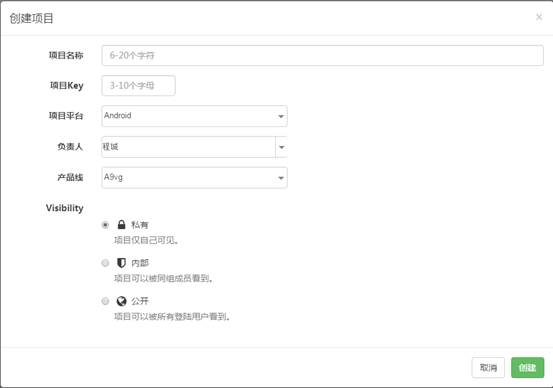 创建项目 ×
项目名称 6-20个字符
项目Key 3-10个字母
项目平台 Android
负责人 程城
产品线 A9vg
Visibility
私有
项目仅自己可见。
内部
项目可以被同组成员看到。
公开
项目可以被所有登陆用户看到。
取消 创建